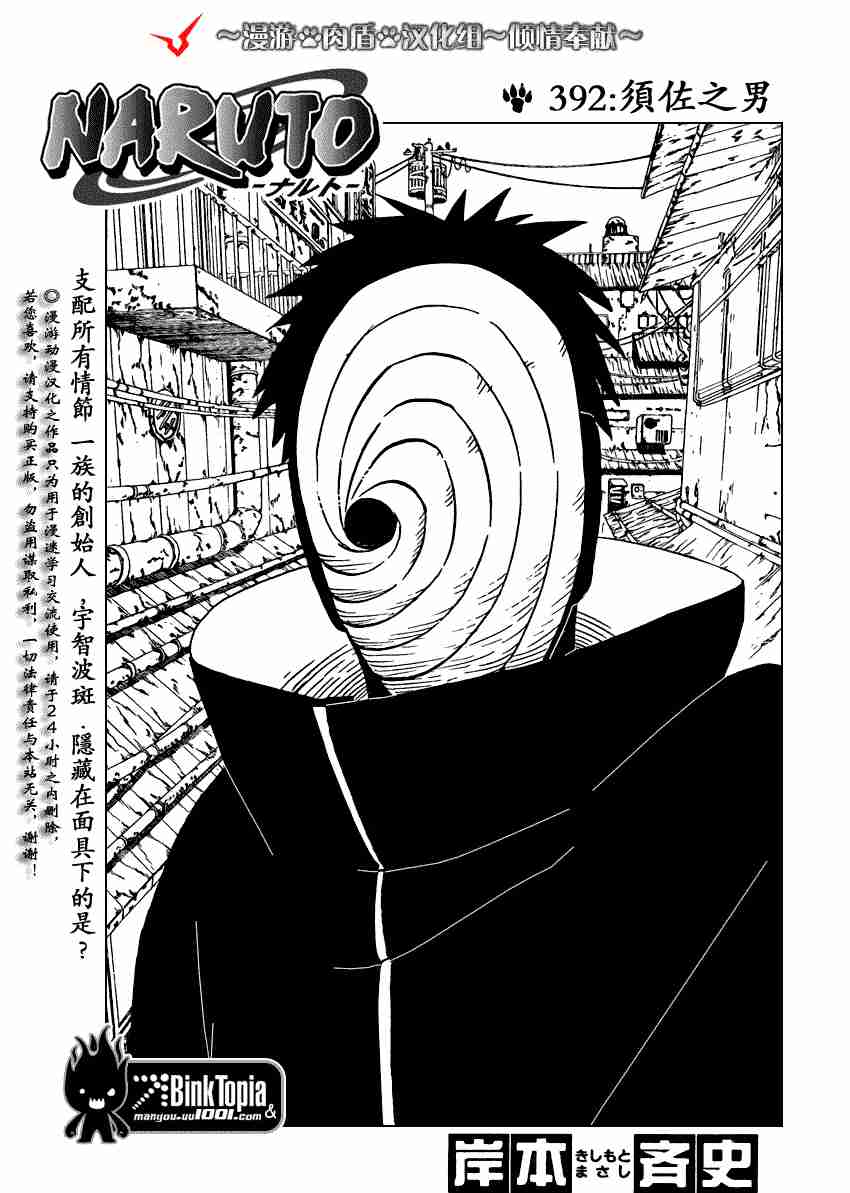 ～漫游肉盾汉化组～倾情奉献～
NARUTO
-ナルト-
392:須佐之男
支配所有情節 一族的創始人,宇智波斑.隱藏在面具下的是?
◎漫游动漫汉化之作品只为用于漫迷学习交流使用,请于24小时之内删除,
若您喜欢,请支持购买正版,勿盗用谋取私利,一切法律责任与本站无关,谢谢!
BinkTopia
manyou.uu1001.com &
岸本斉史
きしもと
まさし